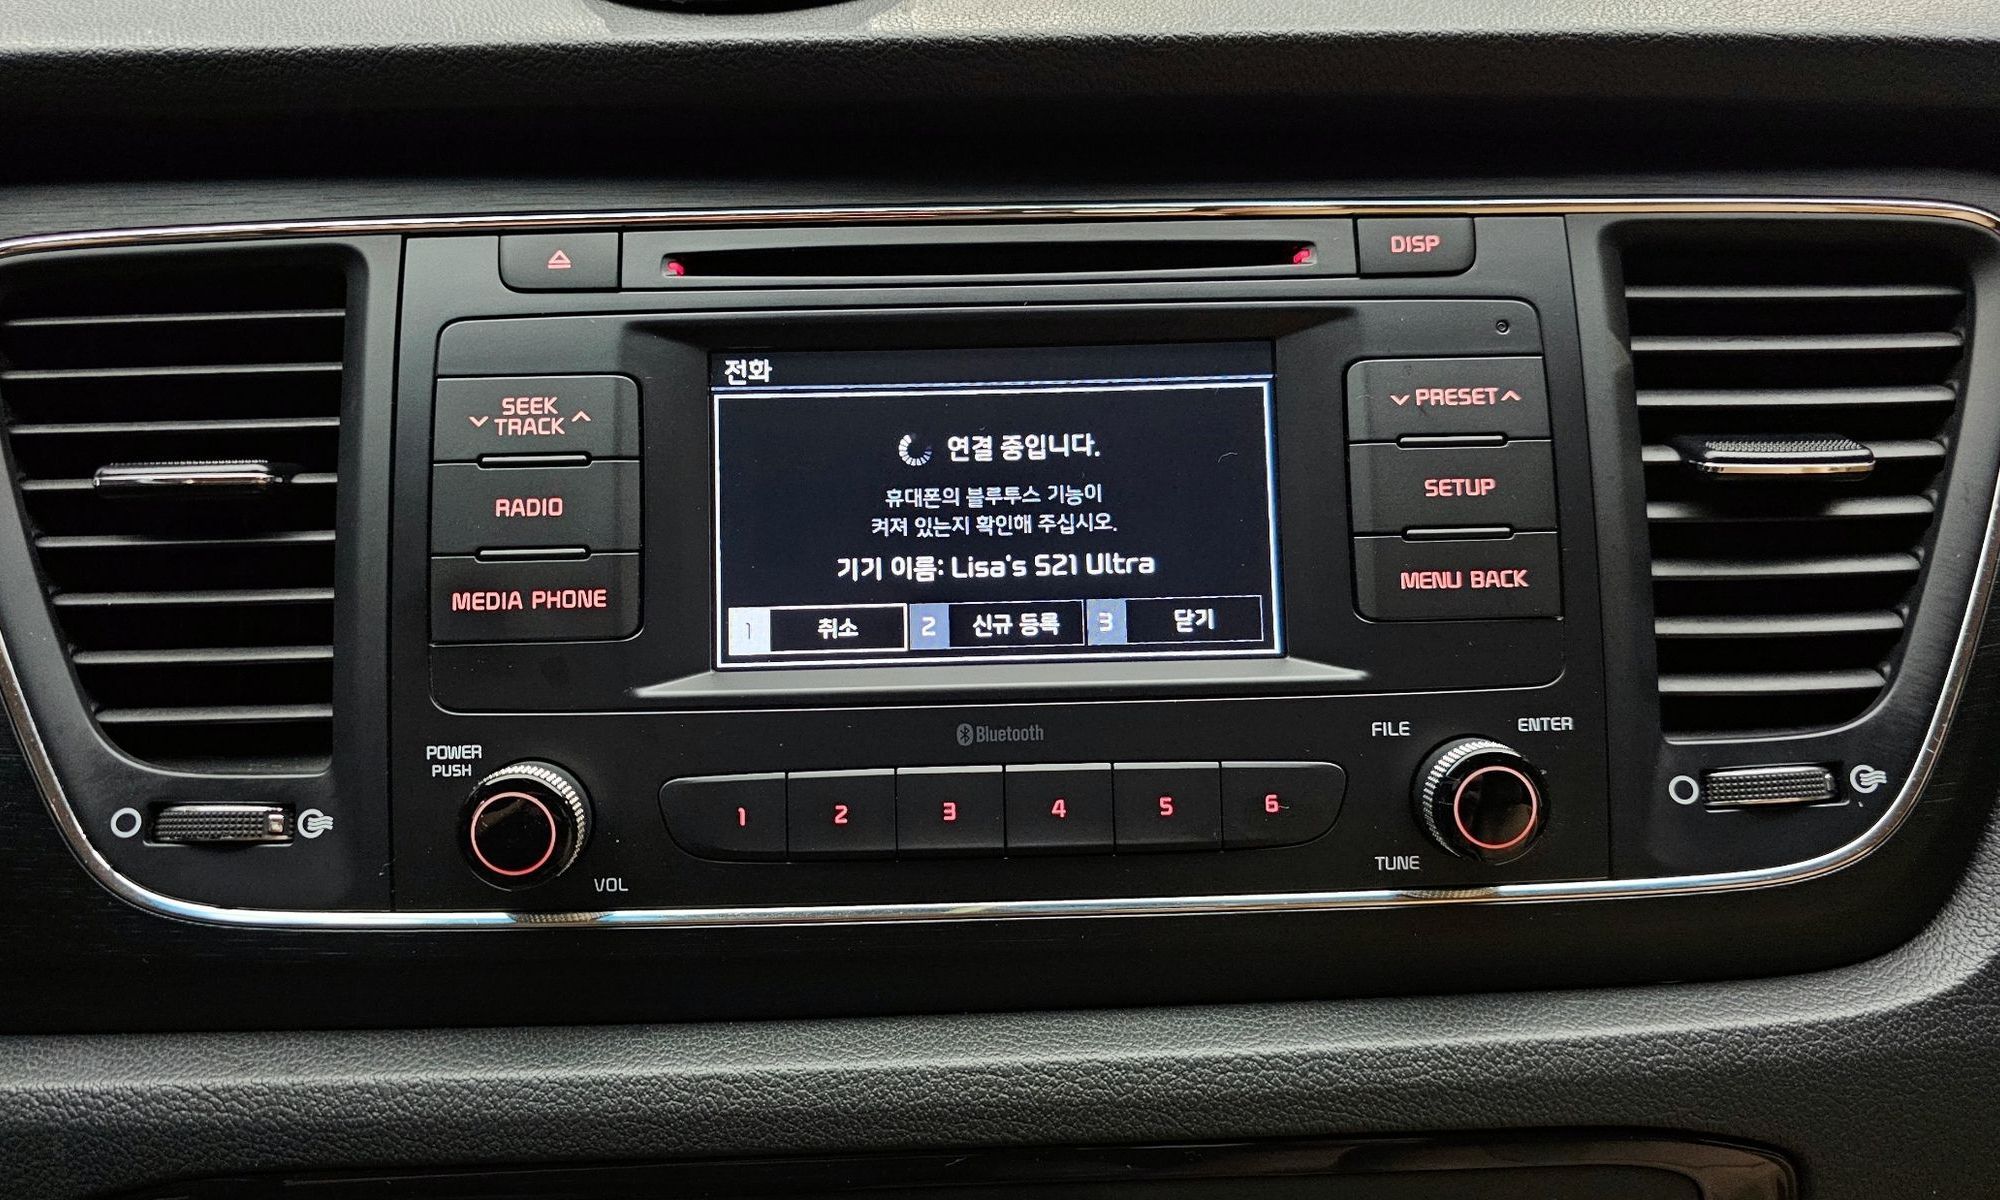 DISP
전화
SEEK
TRACK
연결 중입니다.
PRESET
휴대폰의 블루투스 기능이
켜져 있는지 확인해 주십시오.
RADIO
SETUP
기기 이름: Lisa's S21 Ultra
MEDIA PHONE
MENU BACK
1 취소 2 신규 등록 3 닫기
Bluetooth
POWER
PUSH
FILE ENTER
1 2 3 4 5 6
VOL
TUNE